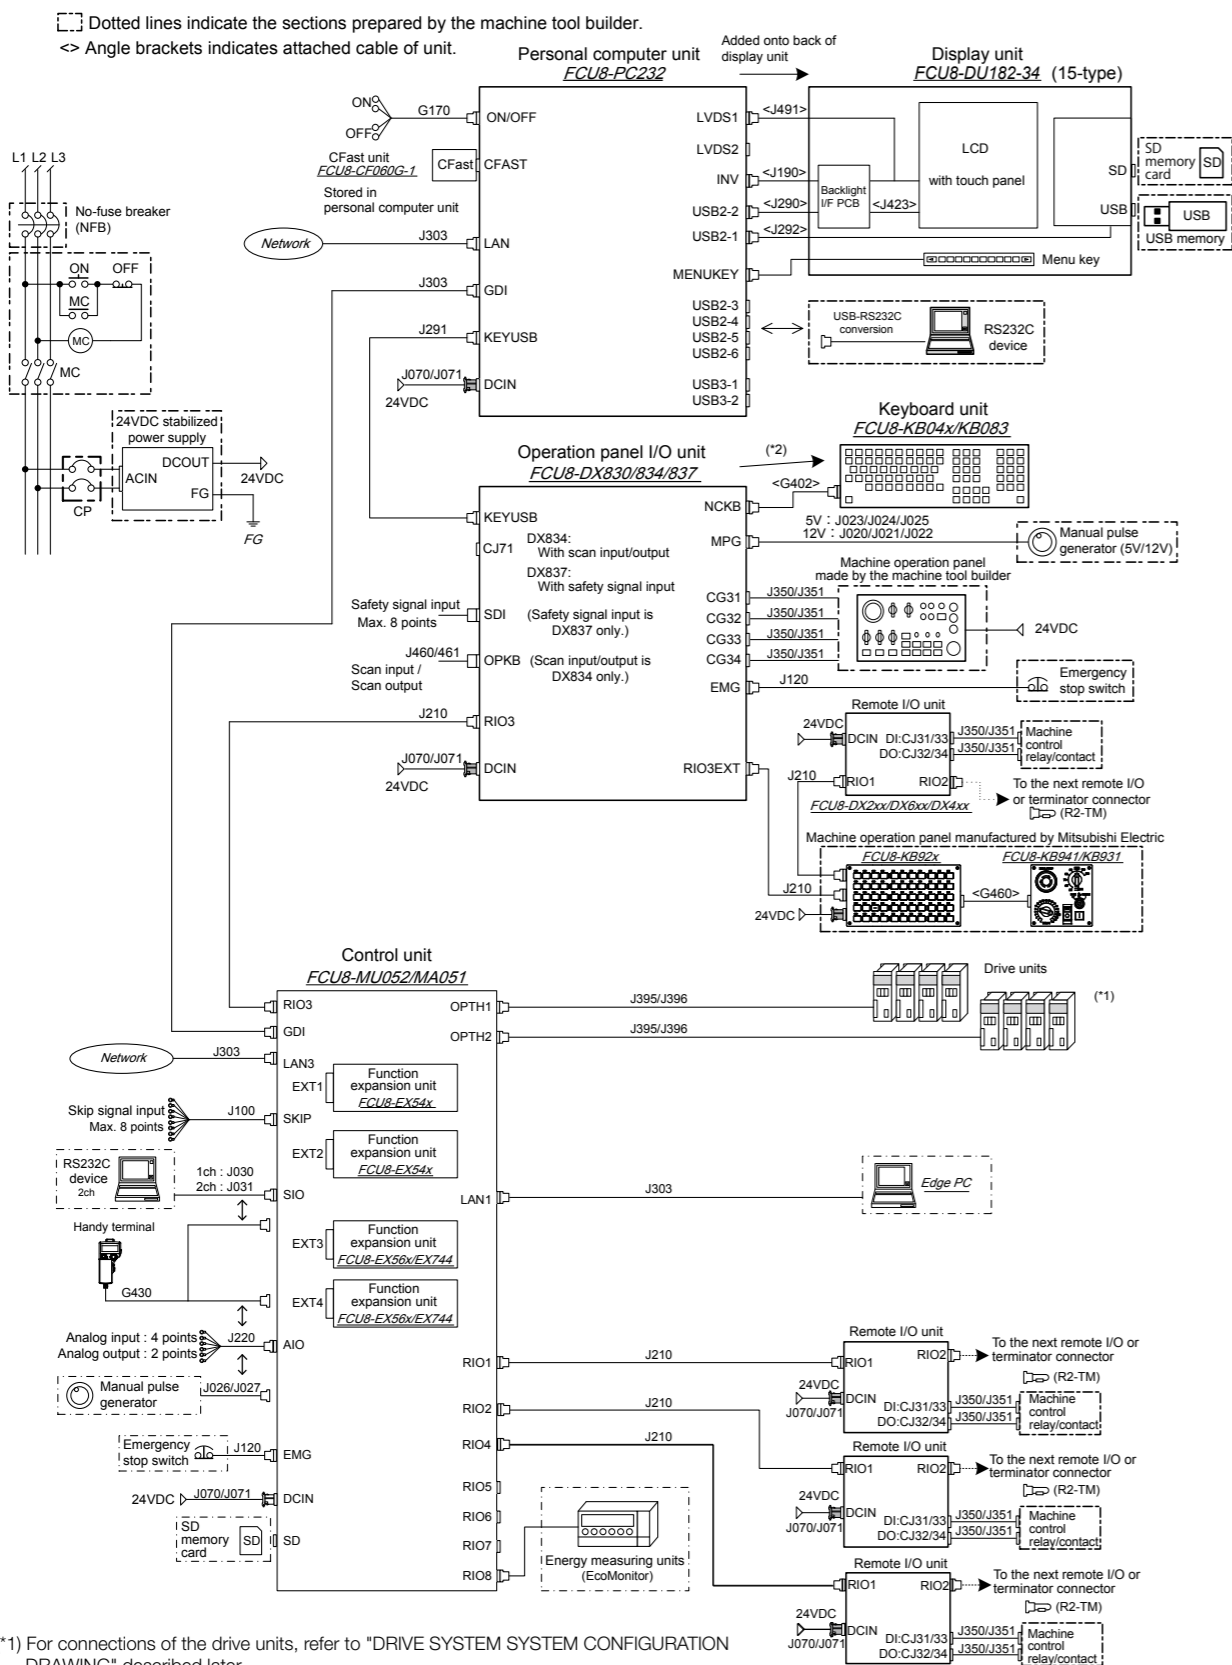 Dotted lines indicate the sections prepared by the machine tool builder.
<> Angle brackets indicates attached cable of unit.
Personal computer unit
FCU8-PC232
Added onto back of
display unit
Display unit
FCU8-DU182-34 (15-type)
ON
OFF
G170
ON/OFF
CFast unit
FCU8-CF060G-1
CFast
CFAST
Stored in
personal computer unit
Network
J303
LAN
J303
GDI
J291
KEYUSB
J070/J071
24VDC
DCIN
LVDS1
LVDS2
INV
USB2-2
USB2-1
MENUKEY
USB2-3
USB2-4
USB2-5
USB2-6
USB3-1
USB3-2
<J491>
<J190>
<J290>
<J292>
Backlight
I/F PCB
<J423>
LCD
with touch panel
SD
USB
Menu key
SD
memory
card
SD
USB
USB memory
USB-RS232C
conversion
RS232C
device
L1 L2 L3
No-fuse breaker
(NFB)
ON
OFF
MC
MC
MC
24VDC stabilized
power supply
DCOUT
ACIN
FG
24VDC
CP
FG
Operation panel I/O unit
FCU8-DX830/834/837
(*2)
Keyboard unit
FCU8-KB04x/KB083
<G402>
KEYUSB
CJ71
DX834:
With scan input/output
DX837:
With safety signal input
Safety signal input
Max. 8 points
SDI
(Safety signal input is
DX837 only.)
J460/461
Scan input /
Scan output
OPKB
(Scan input/output is
DX834 only.)
J210
RIO3
J070/J071
24VDC
DCIN
NCKB
MPG
CG31
CG32
CG33
CG34
EMG
RIO3EXT
5V : J023/J024/J025
12V : J020/J021/J022
Manual pulse
generator (5V/12V)
Machine operation panel
made by the machine tool builder
J350/J351
J350/J351
J350/J351
J350/J351
24VDC
J120
Emergency
stop switch
Remote I/O unit
24VDC
DCIN
DI:CJ31/33
DO:CJ32/34
J350/J351
J350/J351
Machine
control
relay/contact
J210
RIO1
RIO2
To the next remote I/O
or terminator connector
(R2-TM)
FCU8-DX2xx/DX6xx/DX4xx
Machine operation panel manufactured by Mitsubishi Electric
FCU8-KB92x
FCU8-KB941/KB931
J210
<G460>
24VDC
Control unit
FCU8-MU052/MA051
RIO3
GDI
Network
J303
LAN3
Skip signal input
Max. 8 points
J100
SKIP
RS232C
device
2ch
1ch : J030
2ch : J031
SIO
Handy terminal
G430
Analog input : 4 points
Analog output : 2 points
J220
AIO
Manual pulse
generator
J026/J027
Emergency
stop switch
J120
EMG
24VDC
J070/J071
DCIN
SD
memory
card
SD
SD
EXT1
Function
expansion unit
FCU8-EX54x
EXT2
Function
expansion unit
FCU8-EX54x
EXT3
Function
expansion unit
FCU8-EX56x/EX744
EXT4
Function
expansion unit
FCU8-EX56x/EX744
OPTH1
OPTH2
J395/J396
J395/J396
Drive units
(*1)
LAN1
J303
Edge PC
RIO1
RIO2
RIO4
RIO5
RIO6
RIO7
RIO8
J210
J210
J210
Energy measuring units
(EcoMonitor)
Remote I/O unit
RIO1
RIO2
To the next remote I/O or
terminator connector
(R2-TM)
24VDC
J070/J071
DCIN
DI:CJ31/33
DO:CJ32/34
J350/J351
J350/J351
Machine
control
relay/contact
Remote I/O unit
RIO1
RIO2
To the next remote I/O or
terminator connector
(R2-TM)
24VDC
J070/J071
DCIN
DI:CJ31/33
DO:CJ32/34
J350/J351
J350/J351
Machine
control
relay/contact
Remote I/O unit
RIO1
RIO2
To the next remote I/O or
terminator connector
(R2-TM)
24VDC
J070/J071
DCIN
DI:CJ31/33
DO:CJ32/34
J350/J351
J350/J351
Machine
control
relay/contact
*1) For connections of the drive units, refer to "DRIVE SYSTEM SYSTEM CONFIGURATION
DRAWING" described later